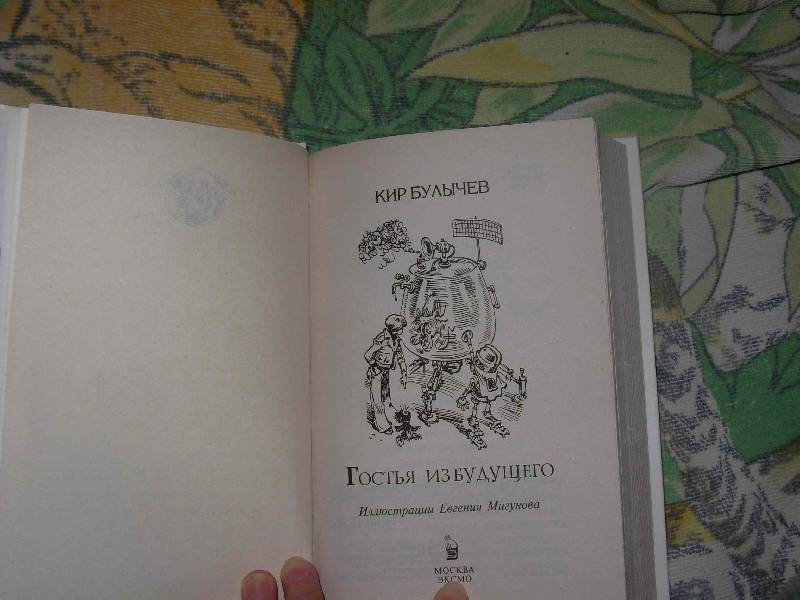 КИР БУЛЫЧЕВ
ГОСТЬЯ ИЗ БУДУЩЕГО
Иллюстрации Евгения Мигунова
МОСКВА
ЭКСМО